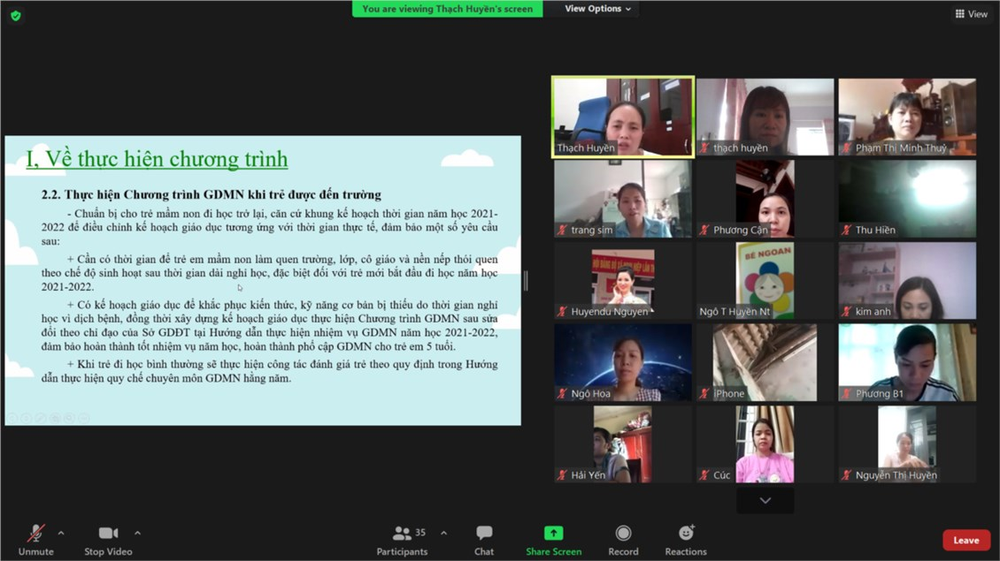 You are viewing Thạch Huyền's screen
View Options
View
I, Về thực hiện chương trình
2.2. Thực hiện Chương trình GDMN khi trẻ được đến trường
- Chuẩn bị cho trẻ mầm non đi học trở lại, căn cứ khung kế hoạch thời gian năm học 2021-
2022 để điều chỉnh kế hoạch giáo dục tương ứng với thời gian thực tế, đảm bảo một số yêu cầu
sau:
+ Cần có thời gian để trẻ em mầm non làm quen trường, lớp, cô giáo và nền nếp thói quen
theo chế độ sinh hoạt sau thời gian dài nghỉ học, đặc biệt đối với trẻ mới bắt đầu đi học năm học
2021-2022.
+ Có kế hoạch giáo dục để khắc phục kiến thức, kỹ năng cơ bản bị thiếu do thời gian nghỉ
học vì dịch bệnh, đồng thời xây dựng kế hoạch giáo dục thực hiện Chương trình GDMN sau sửa
đổi theo chỉ đạo của Sở GDĐT tại Hướng dẫn thực hiện nhiệm vụ GDMN năm học 2021-2022,
đảm bảo hoàn thành tốt nhiệm vụ năm học, hoàn thành phổ cập GDMN cho trẻ em 5 tuổi.
+ Khi trẻ đi học bình thường sẽ thực hiện công tác đánh giá trẻ theo quy định trong Hướng
dẫn thực hiện quy chế chuyên môn GDMN hằng năm.
Thạch Huyền
thạch huyền
Phạm Thị Minh Thuỷ
trang sim
Phương Cận
Thu Hiền
BÉ NGOAN
Huyendu Nguyen
Ngô T Huyền Nt
kim anh
Ngô Hoa
iPhone
Phương B1
Hải Yến
Cúc
Nguyễn Thị Huyền
Unmute
Stop Video
35
Participants
Chat
Share Screen
Record
Reactions
Leave